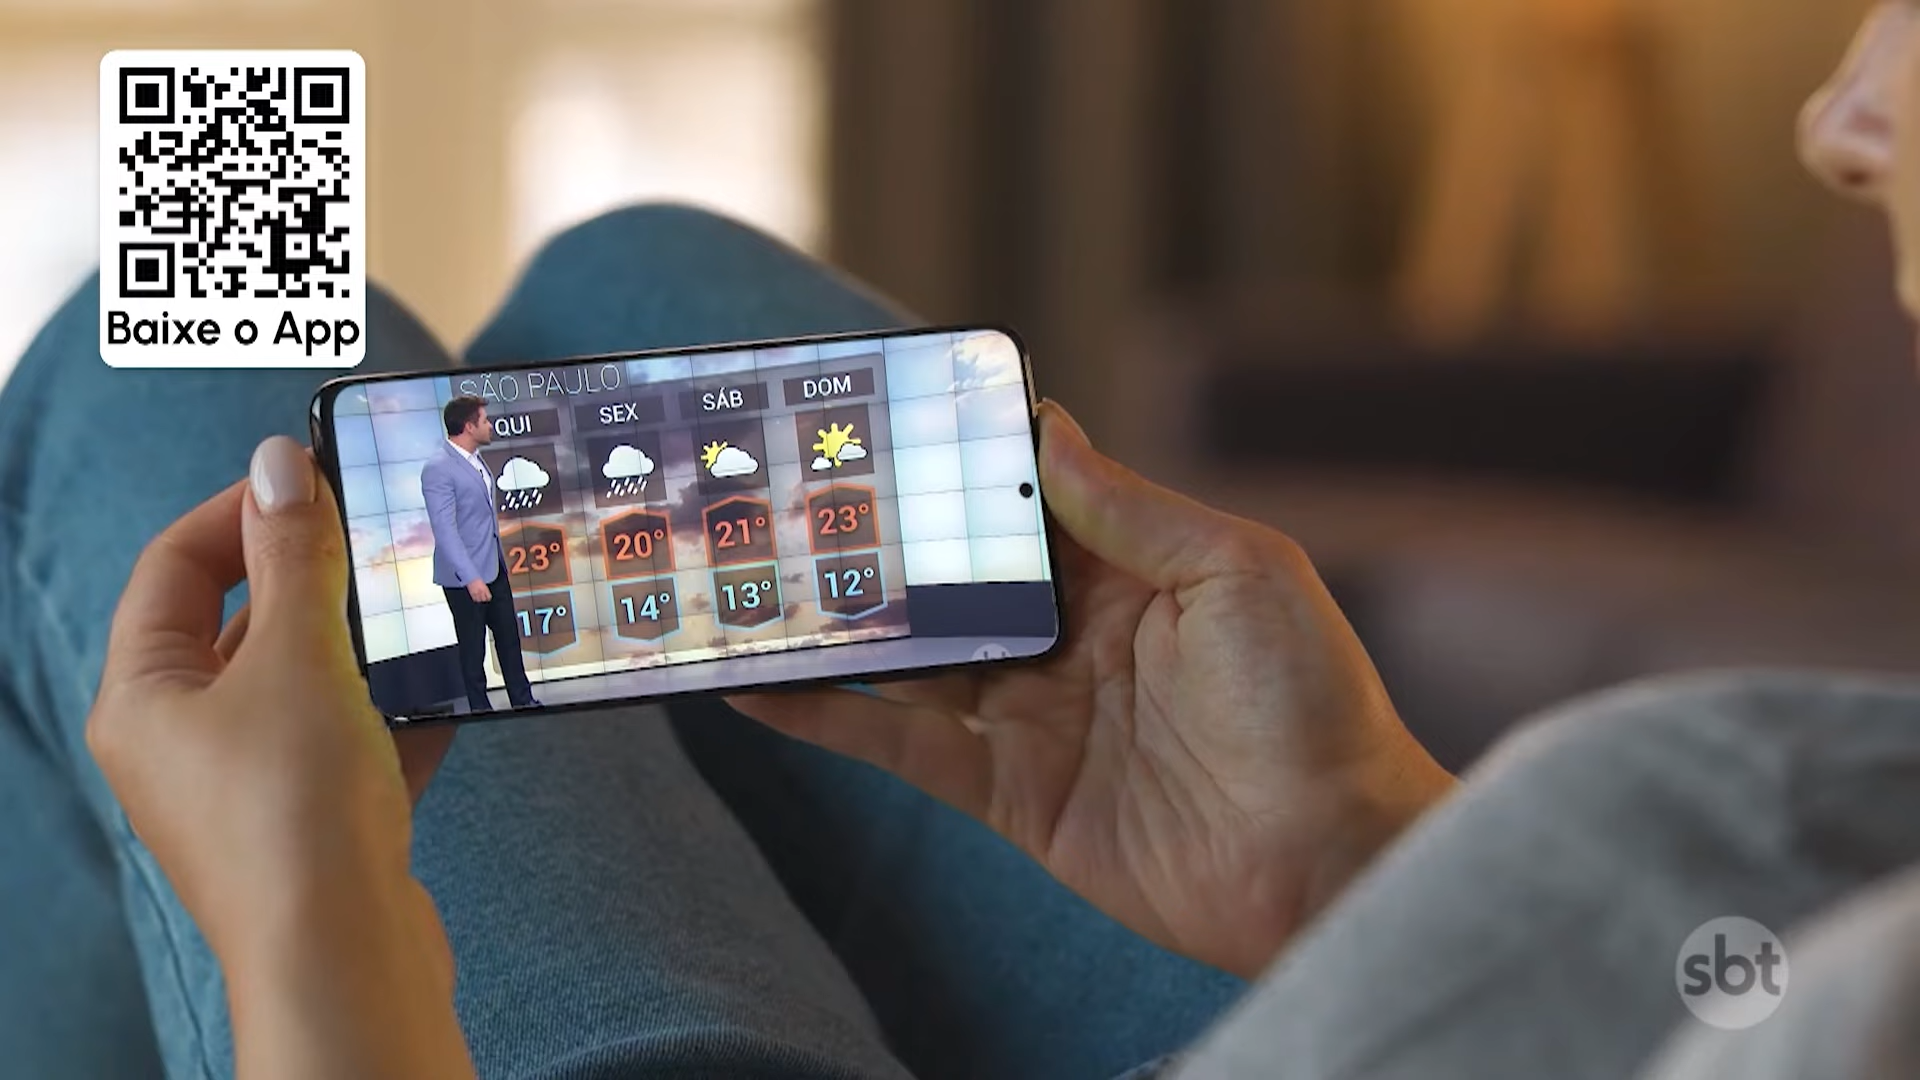 Baixe o App
SÃO PAULO
QUI
SEX
SÁB
DOM
23°
20°
21°
23°
17°
14°
13°
12°
sbt